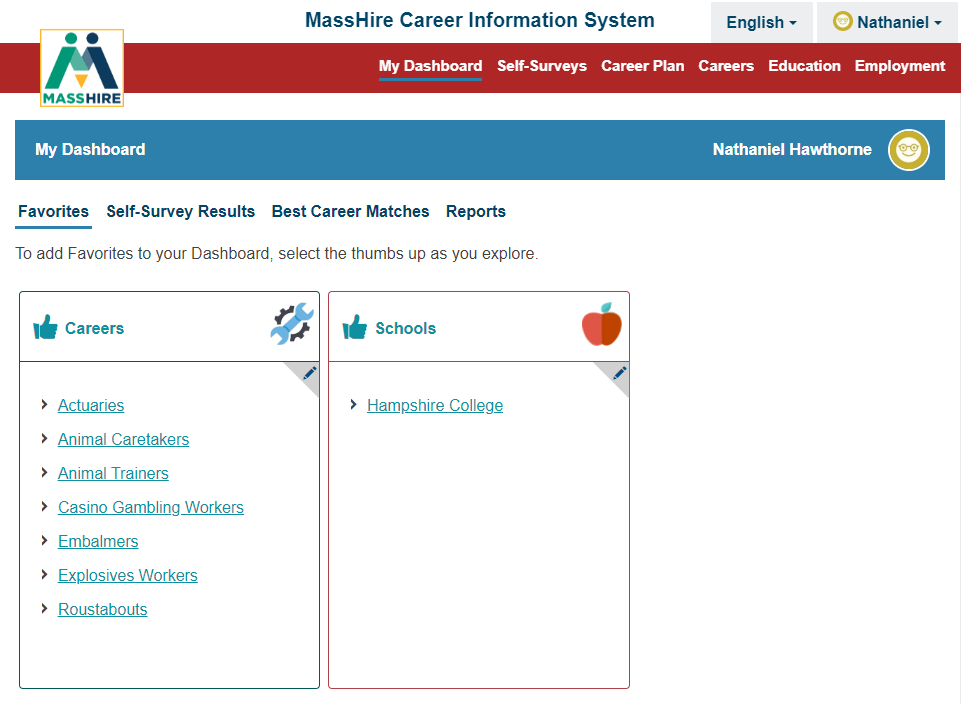 MassHire Career Information System
English
Nathaniel
MASSHIRE
My Dashboard Self-Surveys Career Plan Careers Education Employment
My Dashboard
Nathaniel Hawthorne
Favorites Self-Survey Results Best Career Matches Reports
To add Favorites to your Dashboard, select the thumbs up as you explore.
Careers
Actuaries
Animal Caretakers
Animal Trainers
Casino Gambling Workers
Embalmers
Explosives Workers
Roustabouts
Schools
Hampshire College